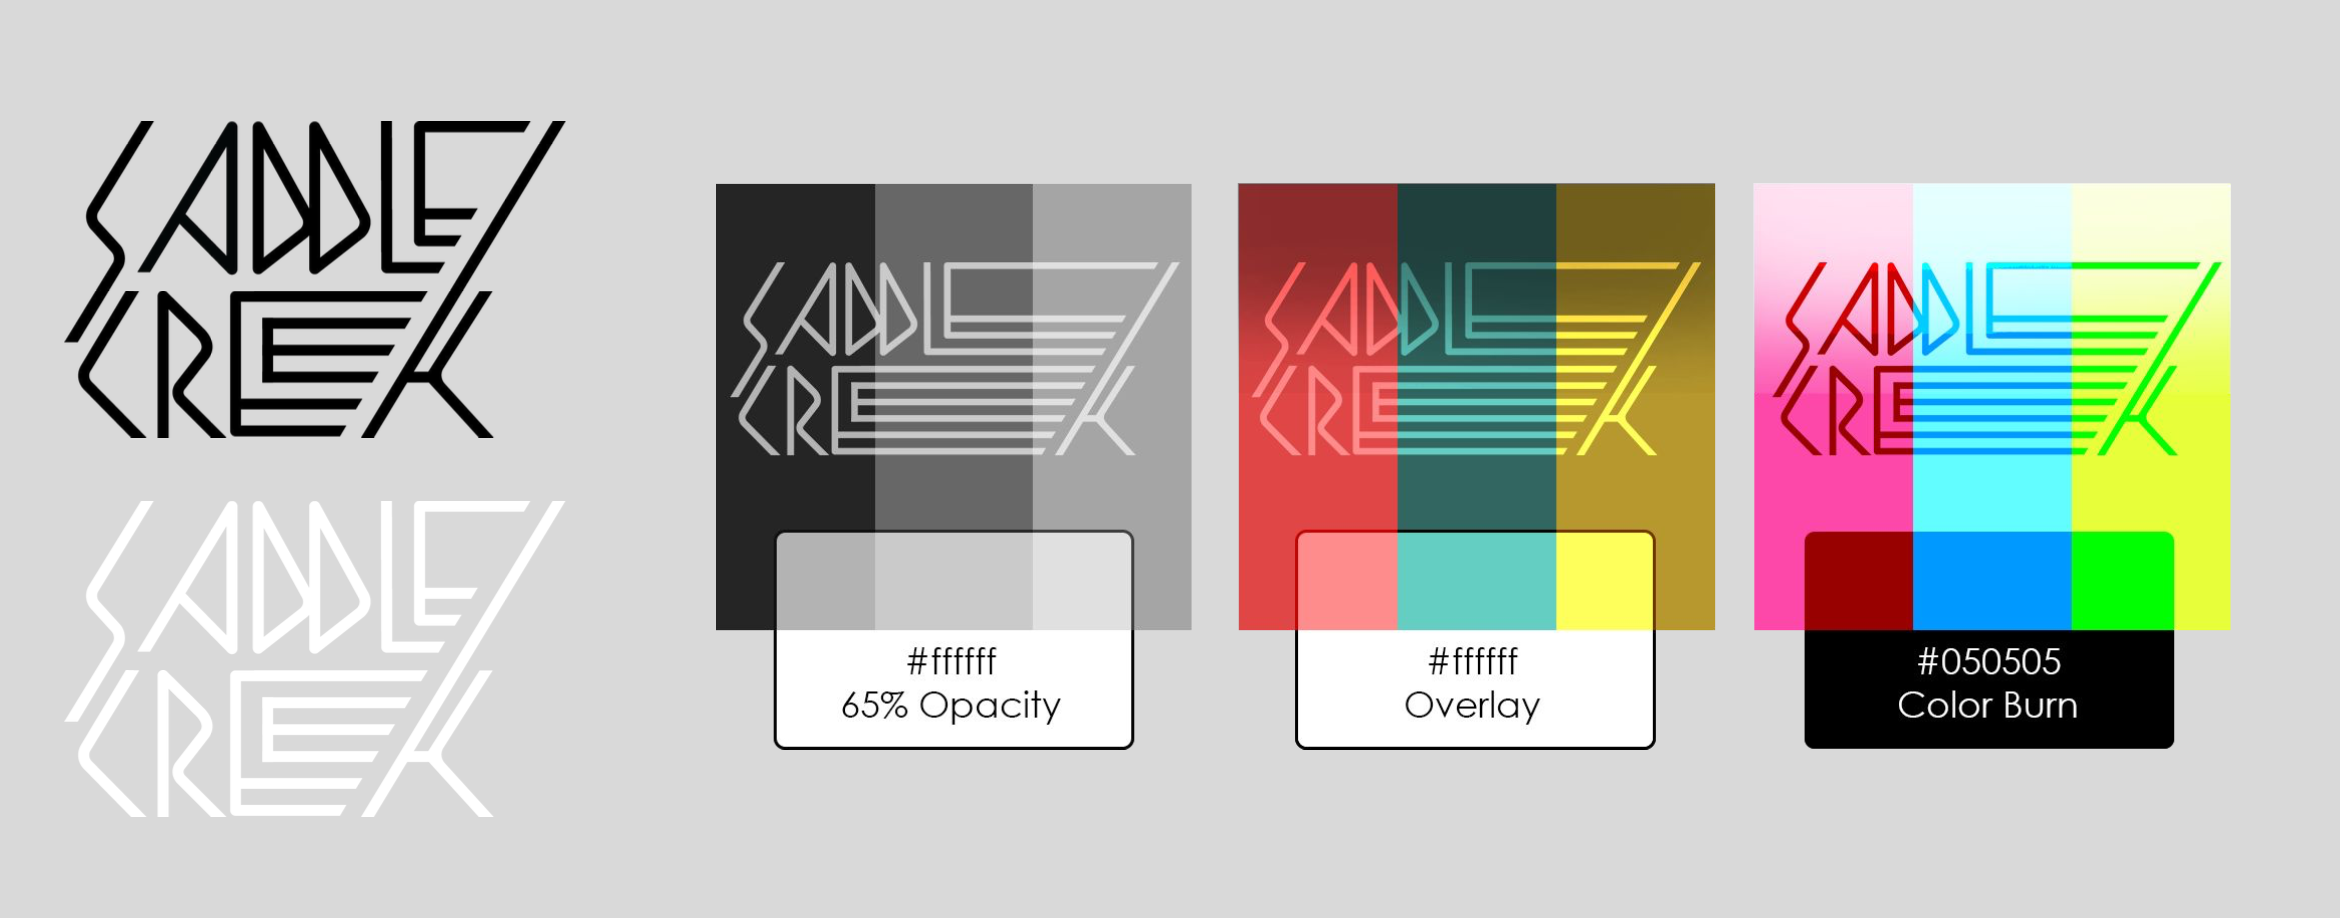 SADDLE
CREEK
SADDLE
CREEK
SADDLE
CREEK
#ffffff
65% Opacity
SADDLE
CREEK
#ffffff
Overlay
SADDLE
CREEK
#050505
Color Burn